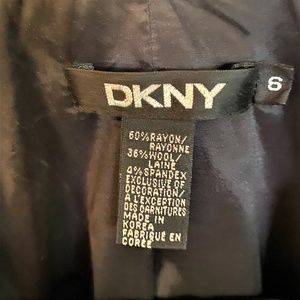 DKNY
6
60% RAYON/
RAYONNE
36% WOOL/
LAINE
4% SPANDEX
EXCLUSIVE OF
DECORATION/
A L'EXCEPTION
DES GARNITURES
MADE IN
KOREA
FABRIQUÉ EN
CORÉE